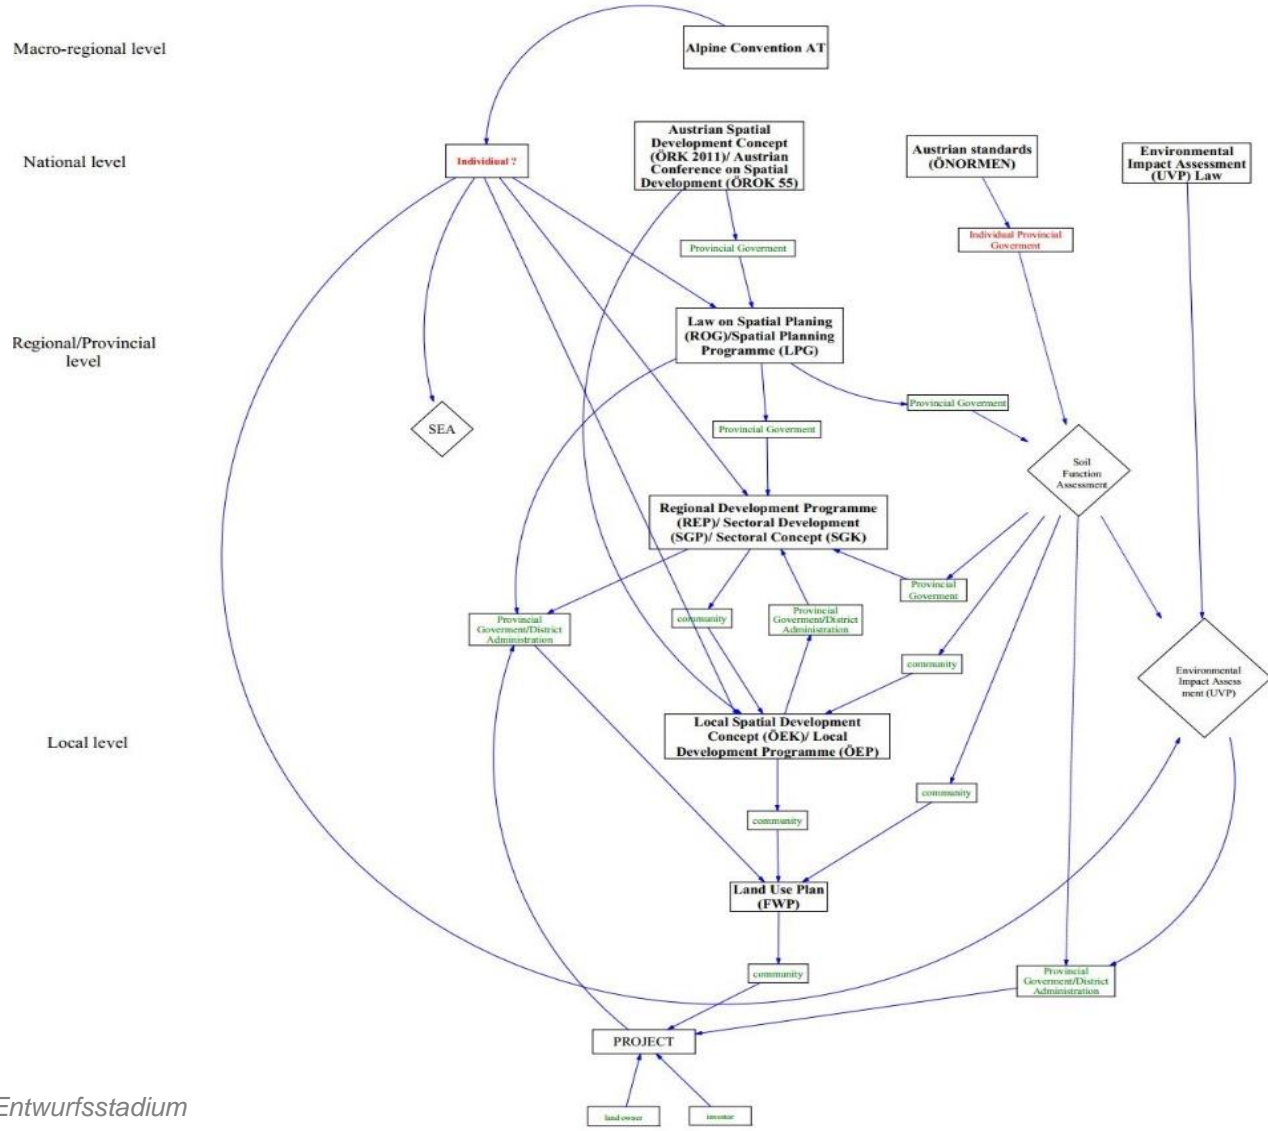 Macro-regional level
Alpine Convention AT
National level
Individiual ?
Austrian Spatial
Development Concept
(ÖRK 2011)/ Austrian
Conference on Spatial
Development (ÖROK 55)
Austrian standards
(ÖNORMEN)
Environmental
Impact Assessment
(UVP) Law
Provincial Goverment
Individual Provincial
Goverment
Regional/Provincial
level
Law on Spatial Planing
(ROG)/Spatial Planning
Programme (LPG)
SEA
Provincial Goverment
Provincial Goverment
Soil
Function
Assessment
Regional Development Programme
(REP)/ Sectoral Development
(SGP)/ Sectoral Concept (SGK)
Provincial
Goverment
Provincial
Goverment/District
Administration
community
Provincial
Goverment/District
Administration
community
Environmental
Impact Assess
ment (UVP)
Local level
Local Spatial Development
Concept (ÖEK)/ Local
Development Programme (ÖEP)
community
community
Land Use Plan
(FWP)
community
Provincial
Goverment/District
Administration
PROJECT
Entwurfsstadium
land owner
investor